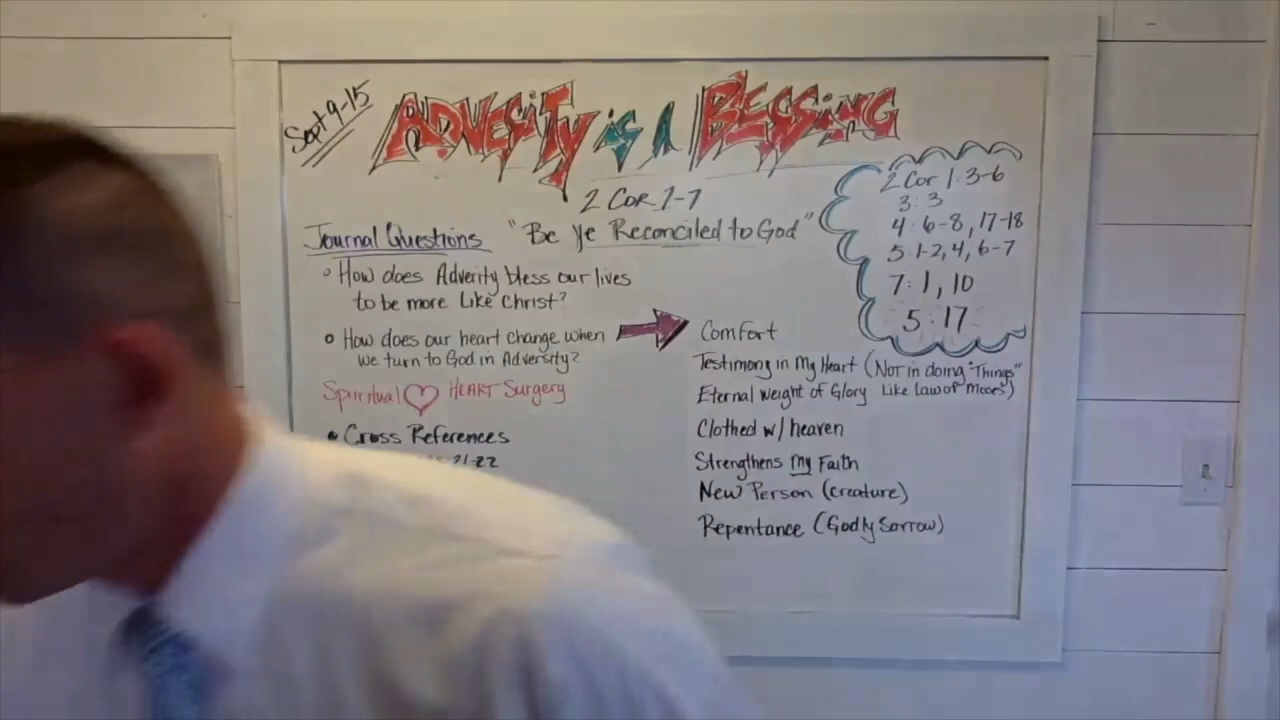 Sept 9-15
ADVESiTY iS A BLESSiNG
2 Cor 1-7
"Be Ye Reconciled to God"
Journal Questions
How does Adverity bless our lives
to be more Like Christ?
How does our heart change when
we turn to God in Adversity?
Spiritual HEART Surgery
Cross References
21-22
2 Cor 1:3-6
3:3
4:6-8, 17-18
5:1-2, 4, 6-7
7:1, 10
5:17
Comfort
Testimony in My Heart (Not in doing "Things"
Eternal weight of Glory Like law of Moses)
Clothed w/ heaven
Strengthens my Faith
New Person (creature)
Repentance (Godly Sorrow)